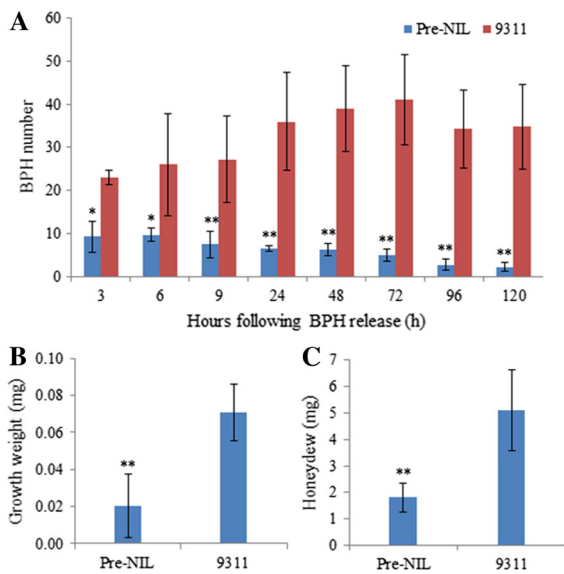 A
Pre-NIL 9311
BPH number
60
50
40
30
20
10
0
* * ** ** ** ** ** **
3 6 9 24 48 72 96 120
Hours following BPH release (h)
B
Growth weight (mg)
0.10
0.08
0.06
0.04
0.02
0.00
**
Pre-NIL 9311
C
Honeydew (mg)
7
6
5
4
3
2
1
0
**
Pre-NIL 9311